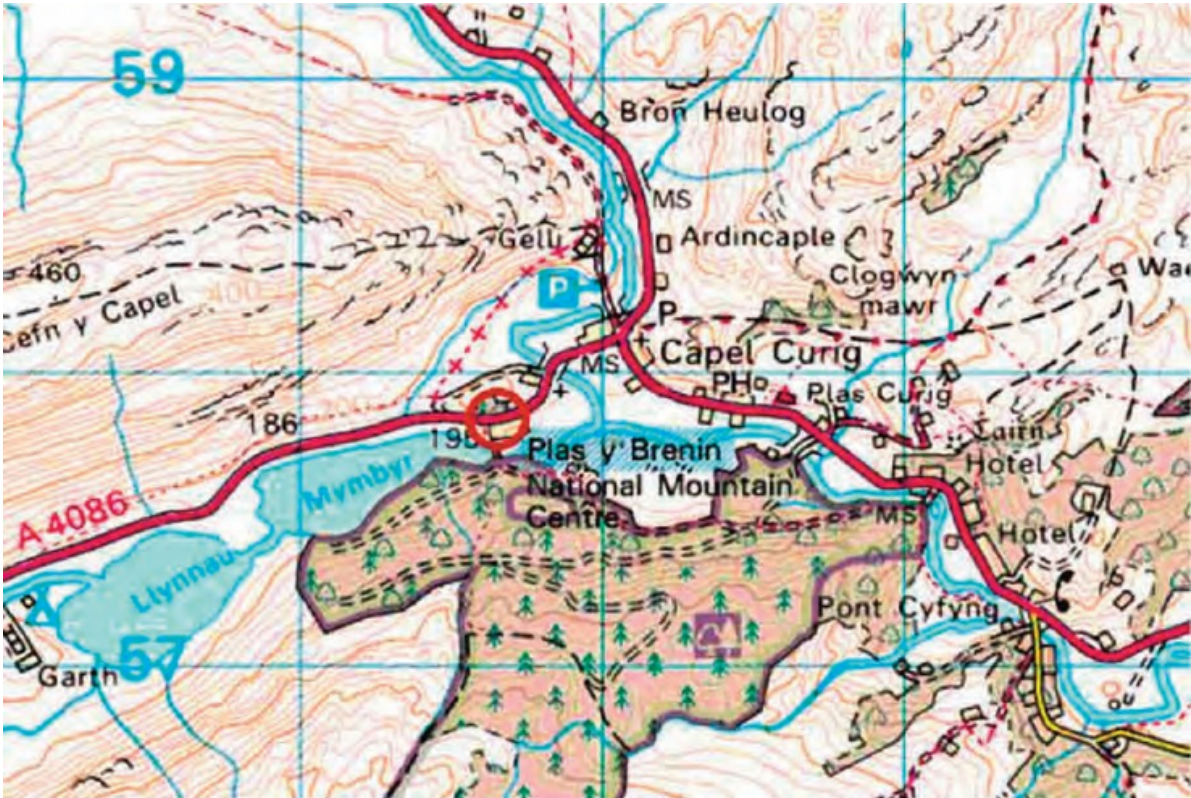 59
Bron Heulog
MS
Gelli
Ardincaple
460
400
Clogwyn
mawr
P
P
Cefn y Capel
MS
Capel Curig
PH
Plas Curig
186
Cairn
Hotel
Plas y Brenin
National Mountain
Centre
Mymbyr
A 4086
MS
Hotel
Llynnau
Pont Cyfyng
57
Garth